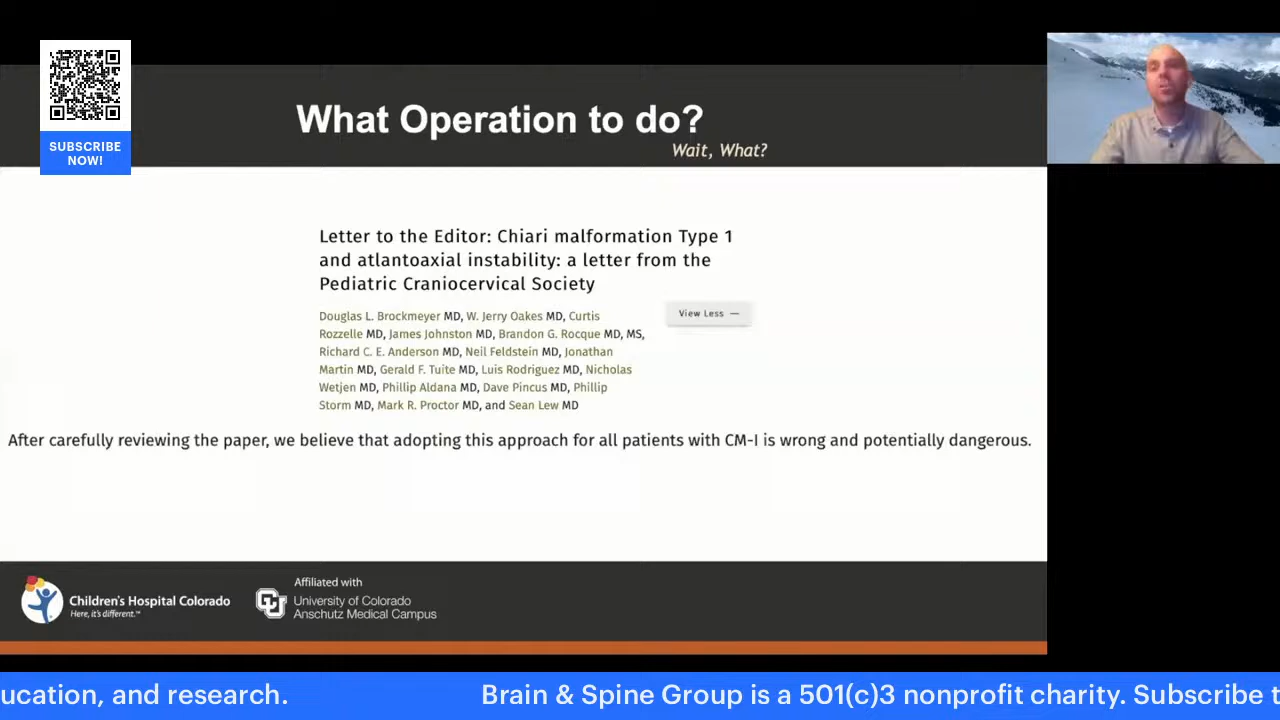 SUBSCRIBE
NOW!
What Operation to do?
Wait, What?
Letter to the Editor: Chiari malformation Type 1
and atlantoaxial instability: a letter from the
Pediatric Craniocervical Society
Douglas L. Brockmeyer MD, W. Jerry Oakes MD, Curtis
Rozzelle MD, James Johnston MD, Brandon G. Rocque MD, MS,
Richard C. E. Anderson MD, Neil Feldstein MD, Jonathan
Martin MD, Gerald F. Tuite MD, Luis Rodriguez MD, Nicholas
Wetjen MD, Phillip Aldana MD, Dave Pincus MD, Phillip
Storm MD, Mark R. Proctor MD, and Sean Lew MD
View Less —
After carefully reviewing the paper, we believe that adopting this approach for all patients with CM-I is wrong and potentially dangerous.
Children's Hospital Colorado
Here, it's different.™
Affiliated with
University of Colorado
Anschutz Medical Campus
ucation, and research. Brain & Spine Group is a 501(c)3 nonprofit charity. Subscribe t